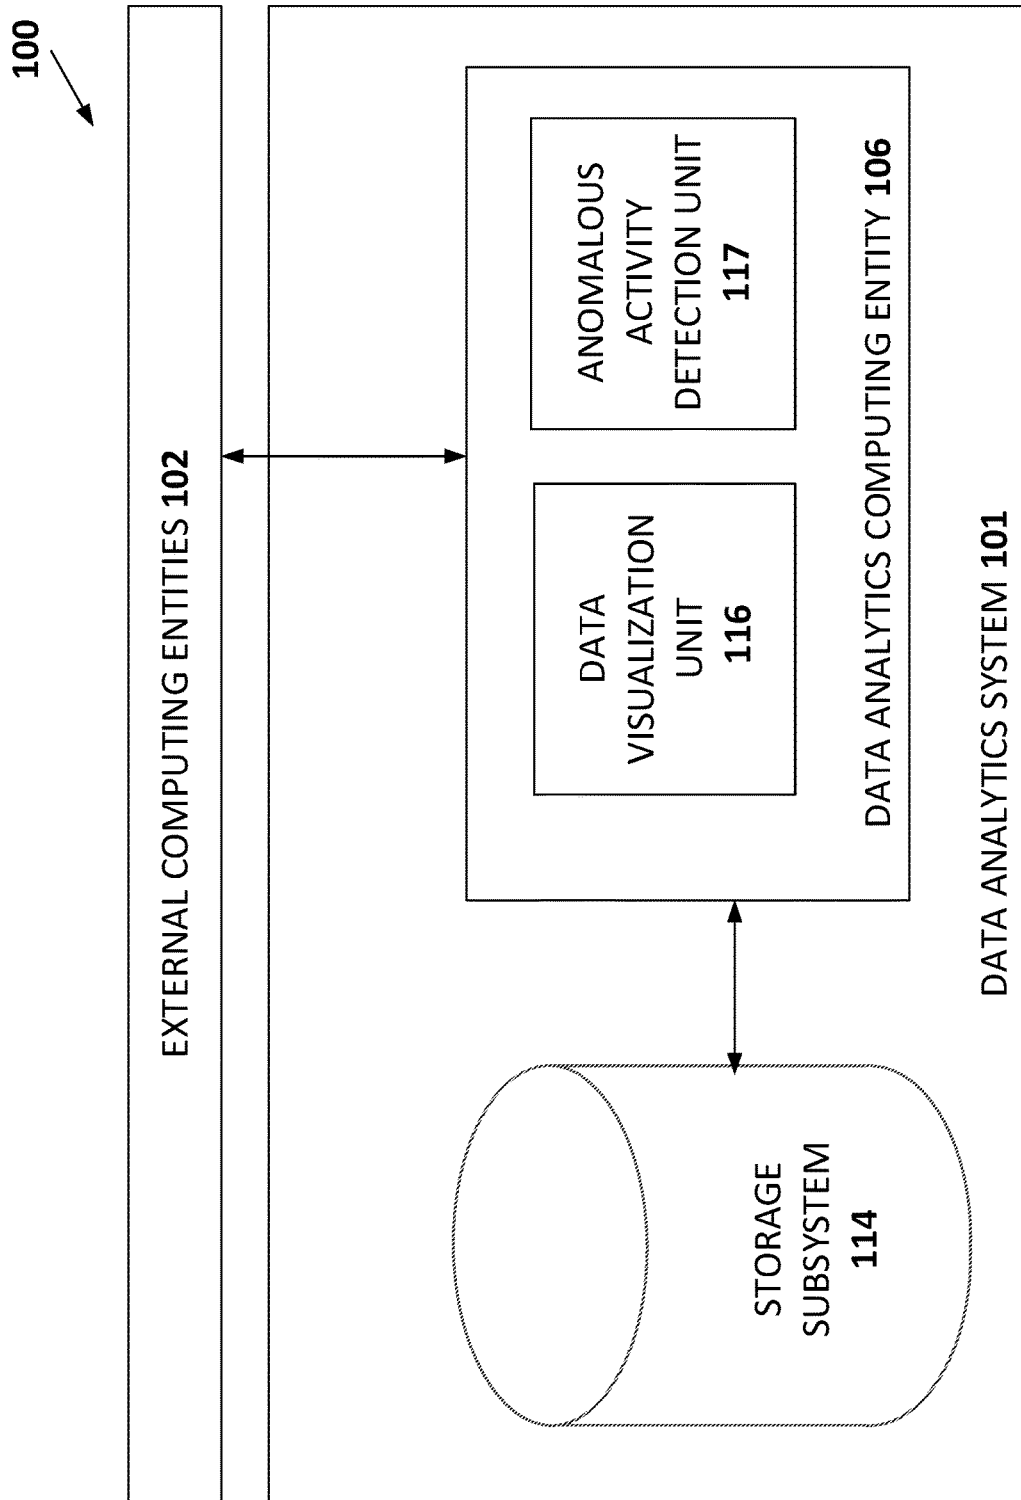 100
EXTERNAL COMPUTING ENTITIES 102
STORAGE
SUBSYSTEM
114
DATA
VISUALIZATION
UNIT
116
ANOMALOUS
ACTIVITY
DETECTION UNIT
117
DATA ANALYTICS COMPUTING ENTITY 106
DATA ANALYTICS SYSTEM 101